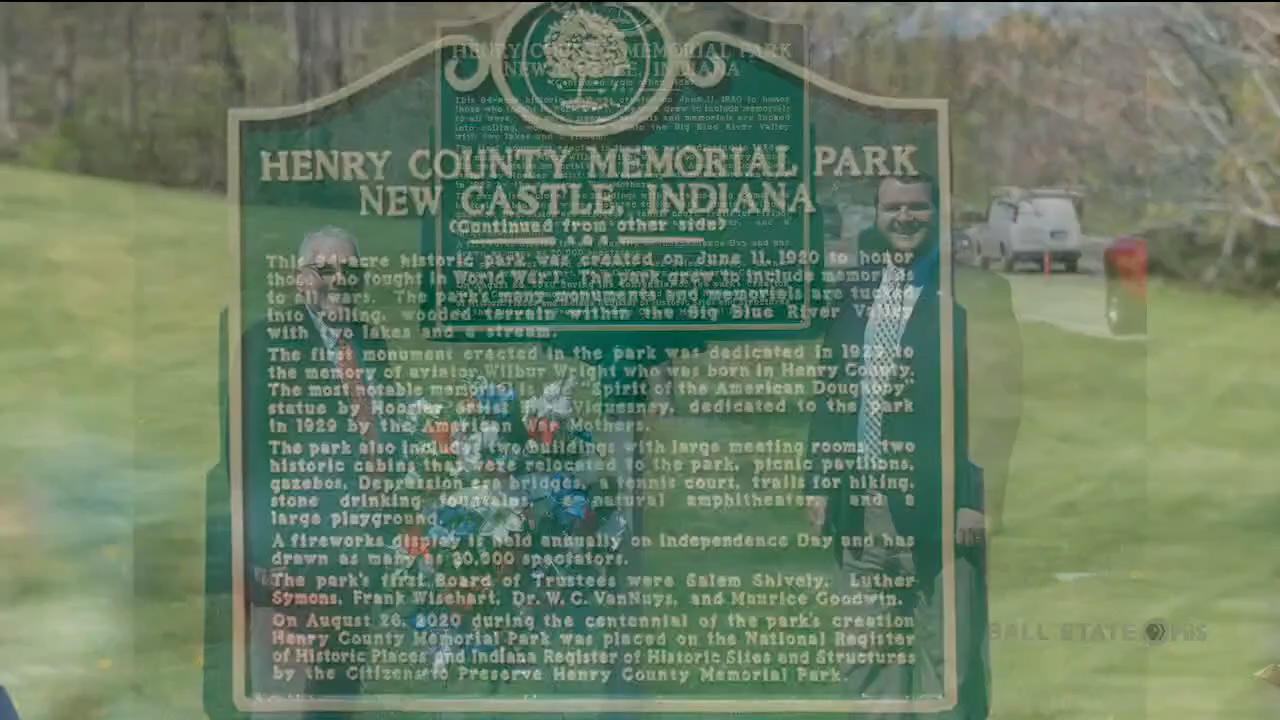 HENRY COUNTY MEMORIAL PARK
NEW CASTLE, INDIANA
(Continued from other side)
This 84-acre historic park was created on June 11, 1920 to honor
those who fought in World War I. The park grew to include memorials
to all wars. The park's many monuments and memorials are tucked
into rolling, wooded terrain within the Big Blue River Valley
with two lakes and a stream.
The first monument erected in the park was dedicated in 1923 to
the memory of aviator Wilbur Wright who was born in Henry County.
The most notable memorial is the "Spirit of the American Doughboy"
statue by Hoosier artist Viquesney, dedicated to the park
in 1929 by the American War Mothers.
The park also includes two buildings with large meeting rooms, two
historic cabins that were relocated to the park, picnic pavilions,
gazebos, Depression era bridges, a tennis court, trails for hiking,
stone drinking fountains, natural amphitheater, and a
large playground.
A fireworks display is held annually on Independence Day and has
drawn as many 30,000 spectators.
The park's first Board of Trustees were Salem Shively, Luther
Symons, Frank Wisehart, Dr. W.C. VanNuys, and Maurice Goodwin.
On August 26, 2020 during the centennial of the park's creation
Henry County Memorial Park was placed on the National Register
of Historic Places and Indiana Register of Historic Sites and Structures
by the Citizens to Preserve Henry County Memorial Park.
BALL STATE PBS